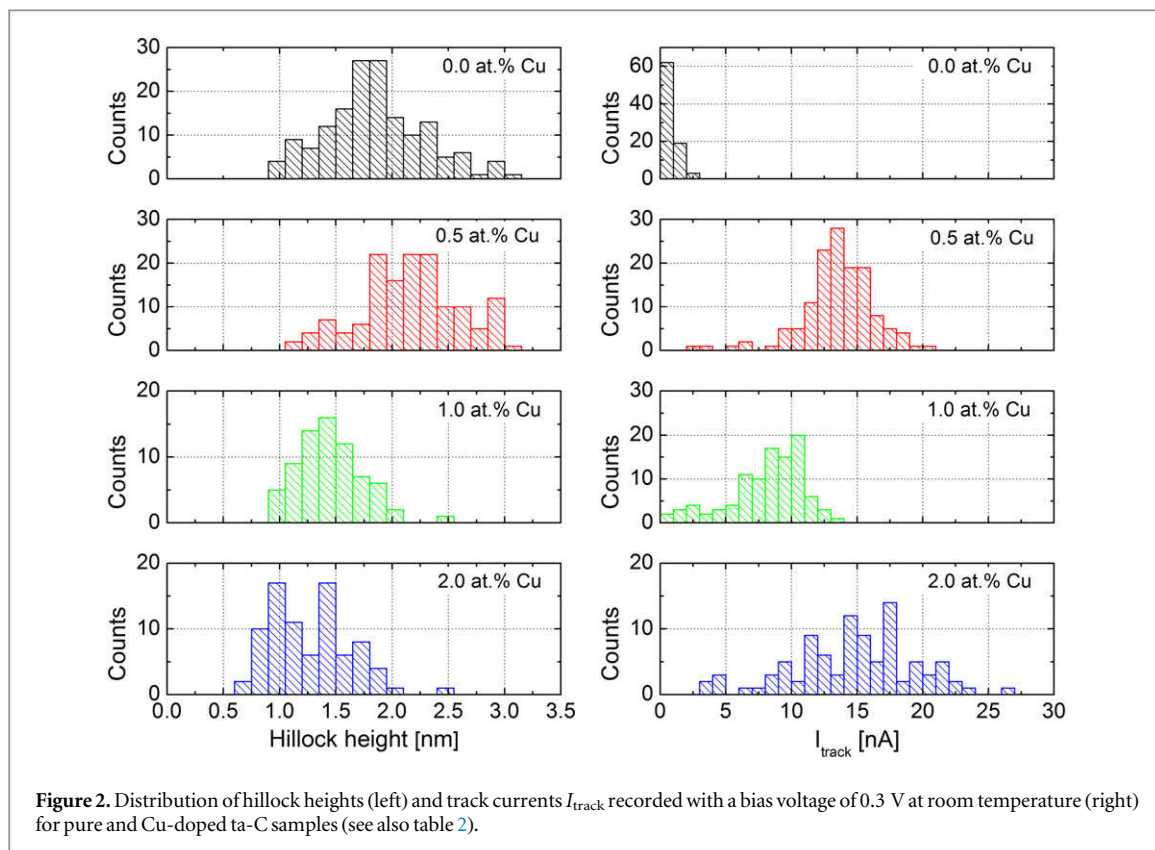 30
20
10
0
Counts
0.0 at.% Cu
60
40
20
0
Counts
0.0 at.% Cu
30
20
10
0
Counts
0.5 at.% Cu
30
20
10
0
Counts
0.5 at.% Cu
20
10
0
Counts
1.0 at.% Cu
30
20
10
0
Counts
1.0 at.% Cu
20
10
0
Counts
2.0 at.% Cu
0.0 0.5 1.0 1.5 2.0 2.5 3.0 3.5
Hillock height [nm]
20
10
0
Counts
2.0 at.% Cu
0 5 10 15 20 25 30
I_track [nA]
Figure 2. Distribution of hillock heights (left) and track currents I_track recorded with a bias voltage of 0.3 V at room temperature (right)
for pure and Cu-doped ta-C samples (see also table 2).